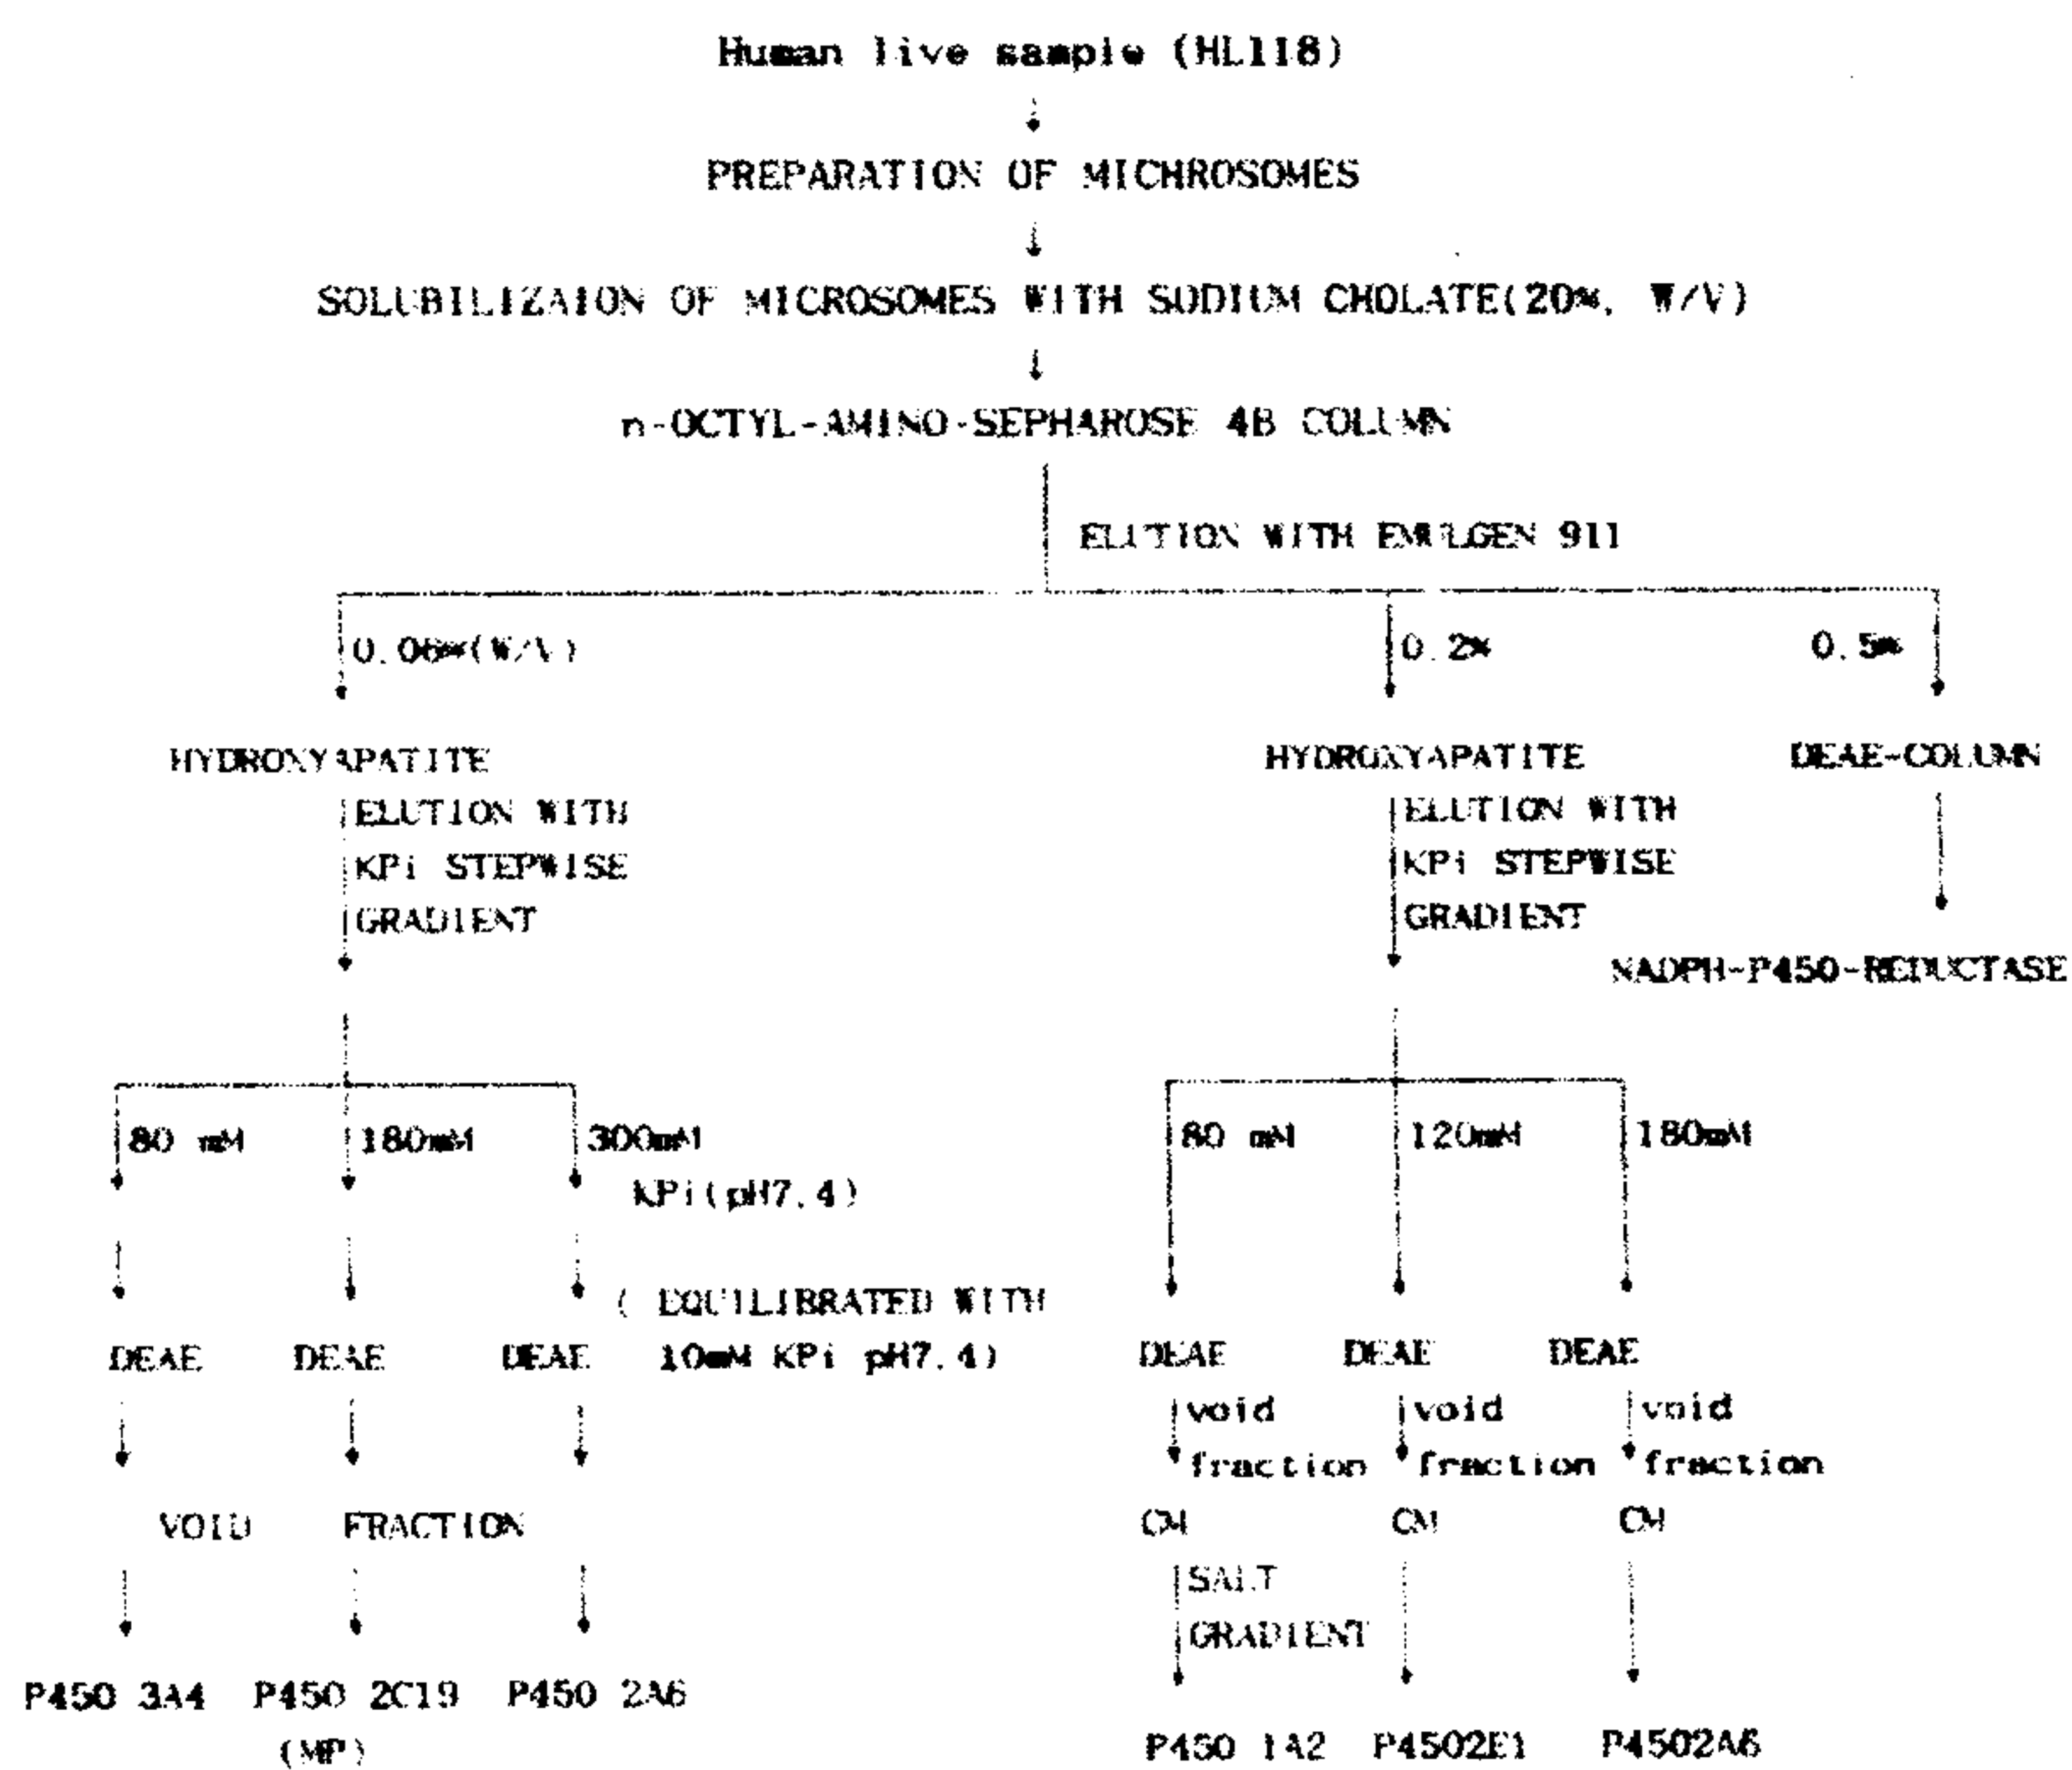 Human live sample (HL118)
PREPARATION OF MICHROSOMES
SOLUBILIZAION OF MICROSOMES WITH SODIUM CHOLATE(20%, W/V)
n-OCTYL-AMINO-SEPHAROSE 4B COLUMN
ELUTION WITH EMULGEN 911
0.06%(W/V) 0.2% 0.5%
HYDROXYAPATITE HYDROXYAPATITE DEAE-COLUMN
ELUTION WITH ELUTION WITH
KPi STEPWISE KPi STEPWISE
GRADIENT GRADIENT
NADPH-P450-REDUCTASE
80 mM 180mM 300mM 80 mM 120mM 180mM
KPi(pH7.4)
( EQUILIBRATED WITH
DEAE DEAE DEAE 10mM KPi pH7.4) DEAE DEAE DEAE
void void void
fraction fraction fraction
VOID FRACTION CM CM CM
SALT
GRADIENT
P450 3A4 P450 2C19 P450 2A6
(MP) P450 1A2 P4502E1 P4502A6